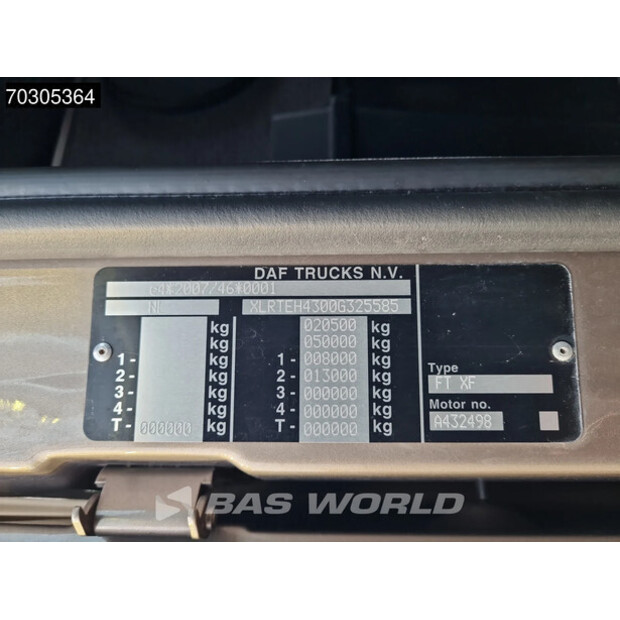 70305364
DAF TRUCKS N.V.
G4*2007/46*0001
NL XLRTEH4300G325585
kg 020500 kg
kg 050000 kg
1- kg 1- 008000 kg
2- kg 2- 013000 kg
3- kg 3- 000000 kg
4- kg 4- 000000 kg
T- 000000 kg T- 000000 kg
Type
FT XF
Motor no.
A432498
BAS WORLD